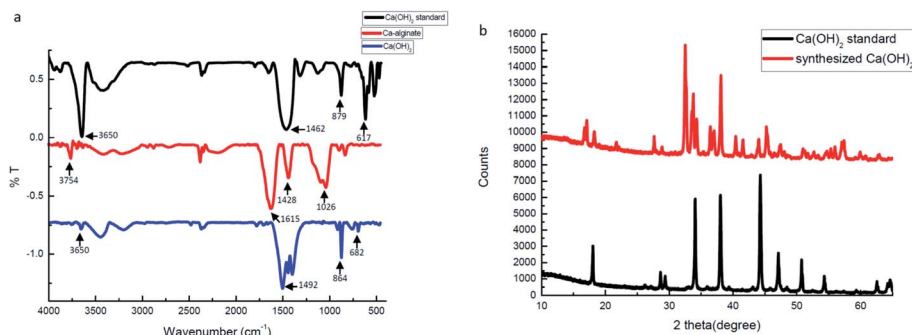 a
Ca(OH)2 standard
Ca-alginate
Ca(OH)2
% T
0.5
0.0
-0.5
-1.0
3650
1462
879
617
3754
1615
1428
1026
3650
1492
864
682
4000 3500 3000 2500 2000 1500 1000 500
Wavenumber (cm-1)
b
Ca(OH)2 standard
synthesized Ca(OH)2
Counts
16000
15000
14000
13000
12000
11000
10000
9000
8000
7000
6000
5000
4000
3000
2000
1000
0
10 20 30 40 50 60
2 theta(degree)